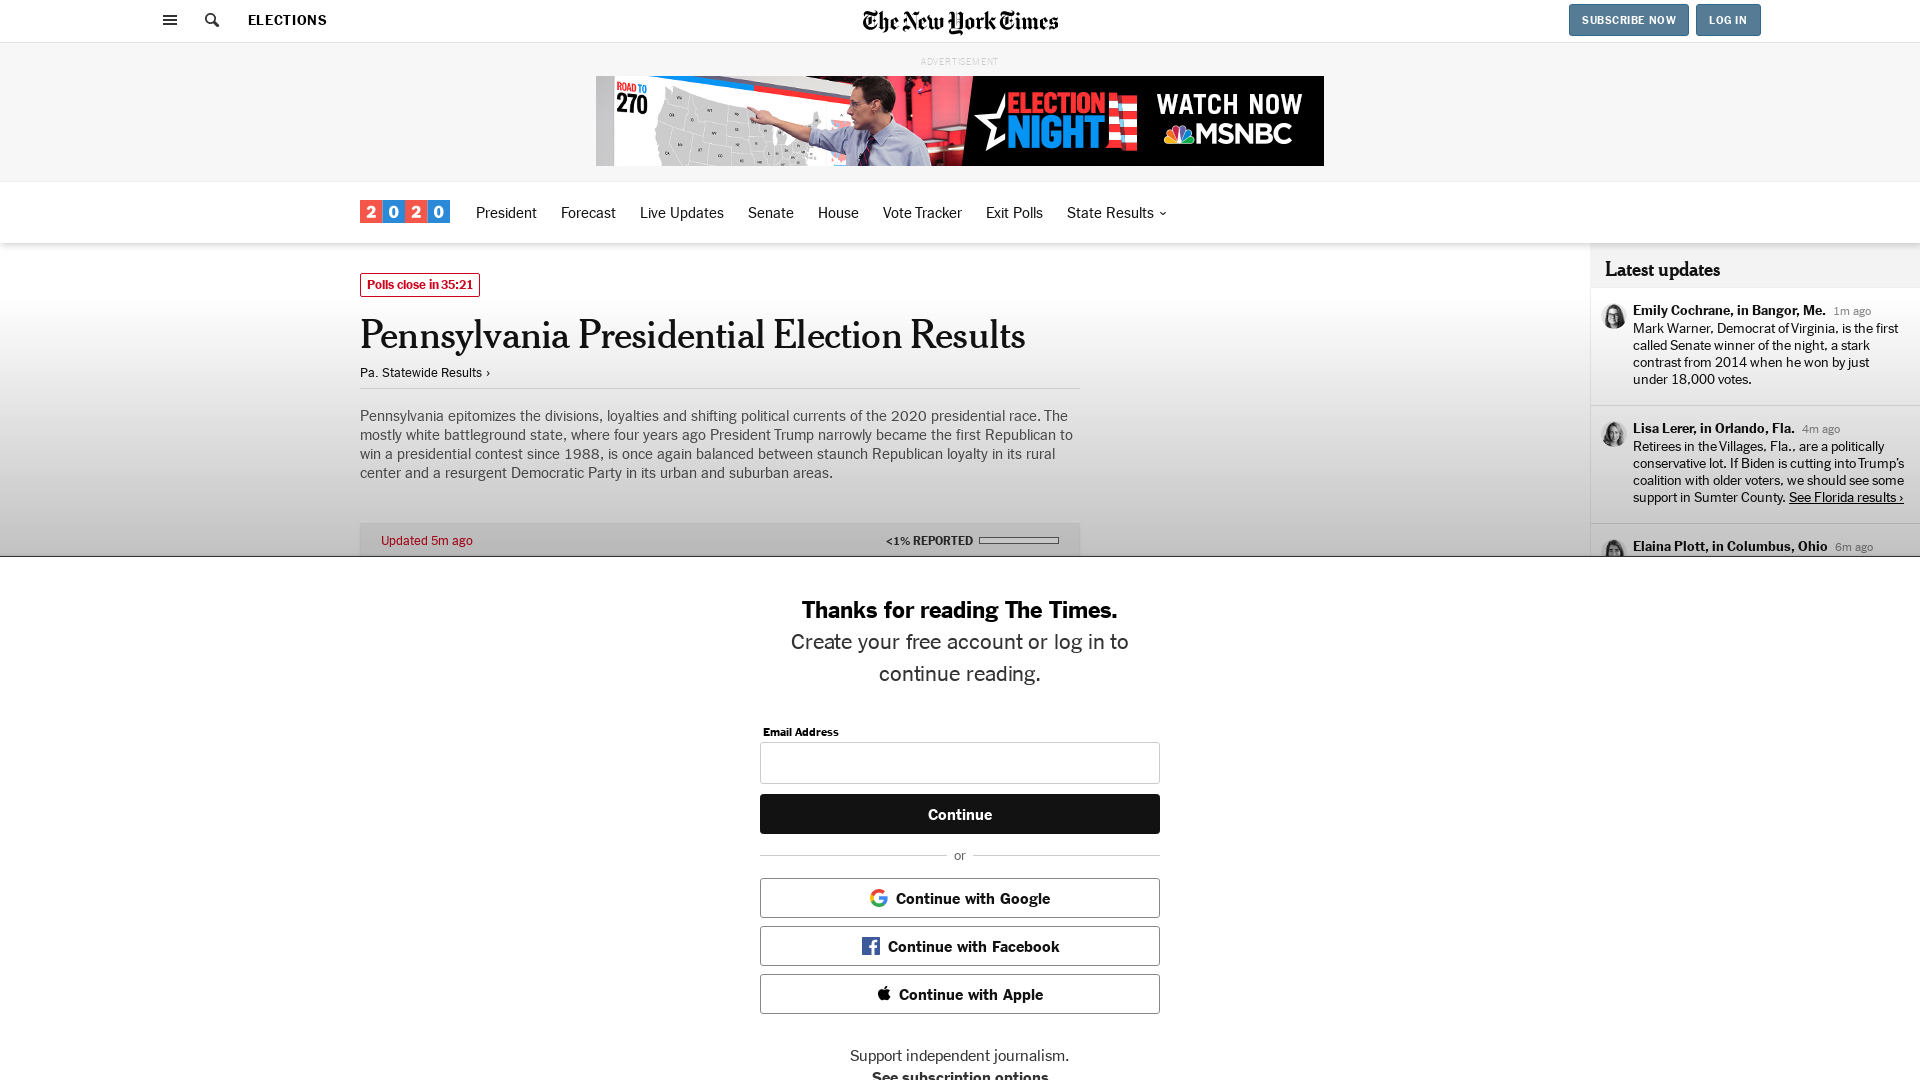 ELECTIONS
The New York Times
SUBSCRIBE NOW
LOG IN
ADVERTISEMENT
ROAD TO
270
ELECTION
NIGHT
WATCH NOW
MSNBC
2020
President
Forecast
Live Updates
Senate
House
Vote Tracker
Exit Polls
State Results
Polls close in 35:21
Pennsylvania Presidential Election Results
Pa. Statewide Results ›
Pennsylvania epitomizes the divisions, loyalties and shifting political currents of the 2020 presidential race. The
mostly white battleground state, where four years ago President Trump narrowly became the first Republican to
win a presidential contest since 1988, is once again balanced between staunch Republican loyalty in its rural
center and a resurgent Democratic Party in its urban and suburban areas.
Updated 5m ago
<1% REPORTED
Latest updates
Emily Cochrane, in Bangor, Me. 1m ago
Mark Warner, Democrat of Virginia, is the first
called Senate winner of the night, a stark
contrast from 2014 when he won by just
under 18,000 votes.
Lisa Lerer, in Orlando, Fla. 4m ago
Retirees in the Villages, Fla., are a politically
conservative lot. If Biden is cutting into Trump’s
coalition with older voters, we should see some
support in Sumter County. See Florida results ›
Elaina Plott, in Columbus, Ohio 6m ago
Thanks for reading The Times.
Create your free account or log in to
continue reading.
Email Address
Continue
or
Continue with Google
Continue with Facebook
Continue with Apple
Support independent journalism.
See subscription options